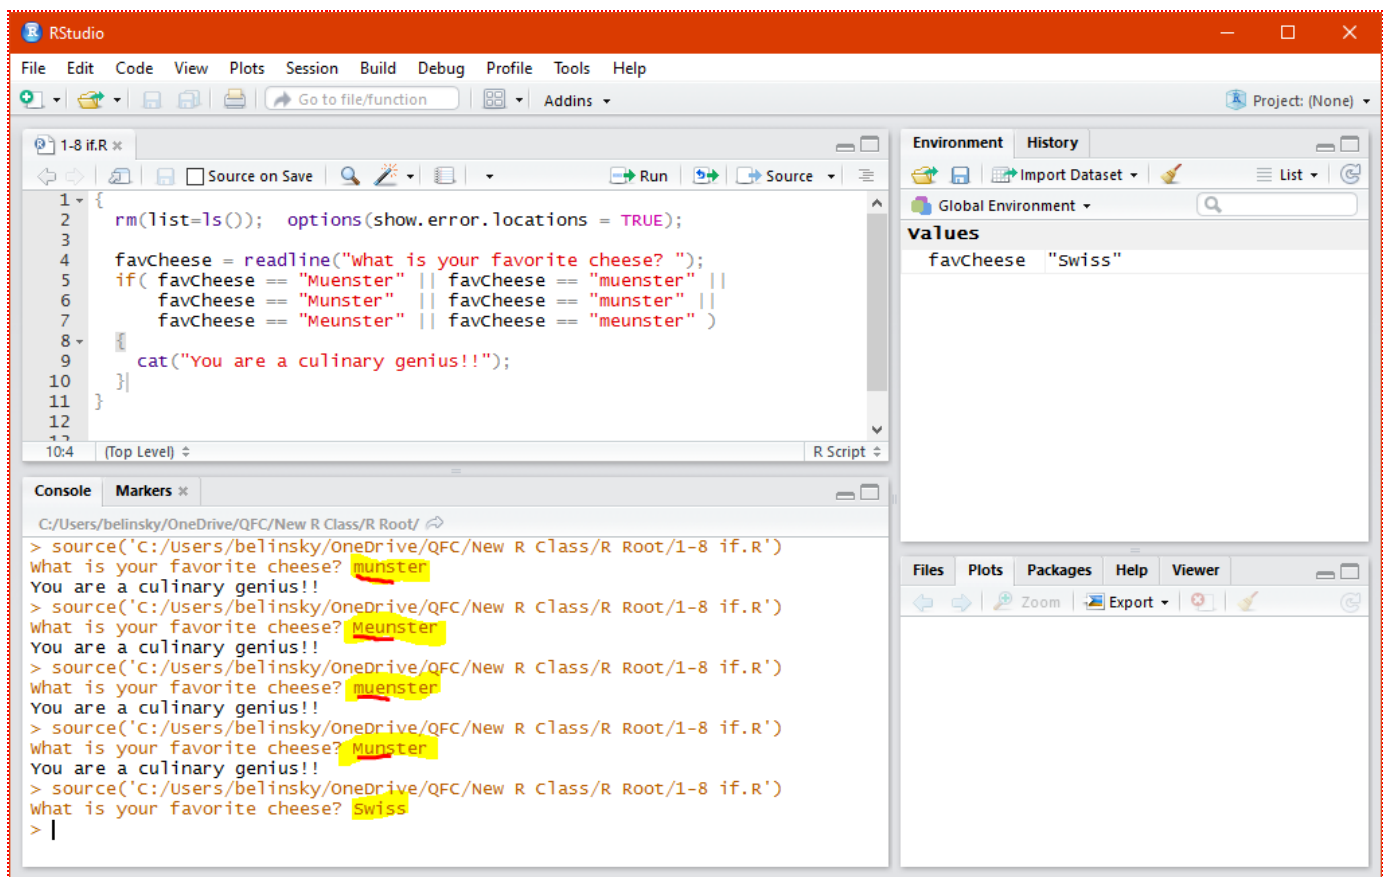 RStudio
File Edit Code View Plots Session Build Debug Profile Tools Help
Go to file/function Addins Project: (None)
1-8 if.R
Source on Save Run Source
1 {
2 rm(list=ls());  options(show.error.locations = TRUE);
3
4 favCheese = readline("What is your favorite cheese? ");
5 if( favCheese == "Muenster" || favCheese == "muenster" ||
6 favCheese == "Munster"  || favCheese == "munster" ||
7 favCheese == "Meunster" || favCheese == "meunster" )
8 {
9 cat("You are a culinary genius!!");
10 }
11 }
12
10:4 (Top Level) R Script
Console Markers
C:/Users/belinsky/OneDrive/QFC/New R Class/R Root/
> source('C:/Users/belinsky/OneDrive/QFC/New R Class/R Root/1-8 if.R')
What is your favorite cheese? munster
You are a culinary genius!!
> source('C:/Users/belinsky/OneDrive/QFC/New R Class/R Root/1-8 if.R')
What is your favorite cheese? Meunster
You are a culinary genius!!
> source('C:/Users/belinsky/OneDrive/QFC/New R Class/R Root/1-8 if.R')
What is your favorite cheese? muenster
You are a culinary genius!!
> source('C:/Users/belinsky/OneDrive/QFC/New R Class/R Root/1-8 if.R')
What is your favorite cheese? Munster
You are a culinary genius!!
> source('C:/Users/belinsky/OneDrive/QFC/New R Class/R Root/1-8 if.R')
What is your favorite cheese? Swiss
>
Environment History
Import Dataset List
Global Environment
Values
favCheese "Swiss"
Files Plots Packages Help Viewer
Zoom Export